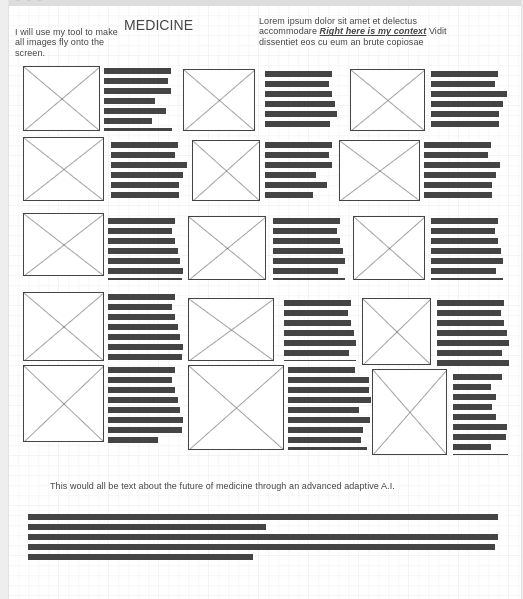 MEDICINE
I will use my tool to make
all images fly onto the
screen.
Lorem ipsum dolor sit amet et delectus
accommodare Right here is my context Vidit
dissentiet eos cu eum an brute copiosae
This would all be text about the future of medicine through an advanced adaptive A.I.